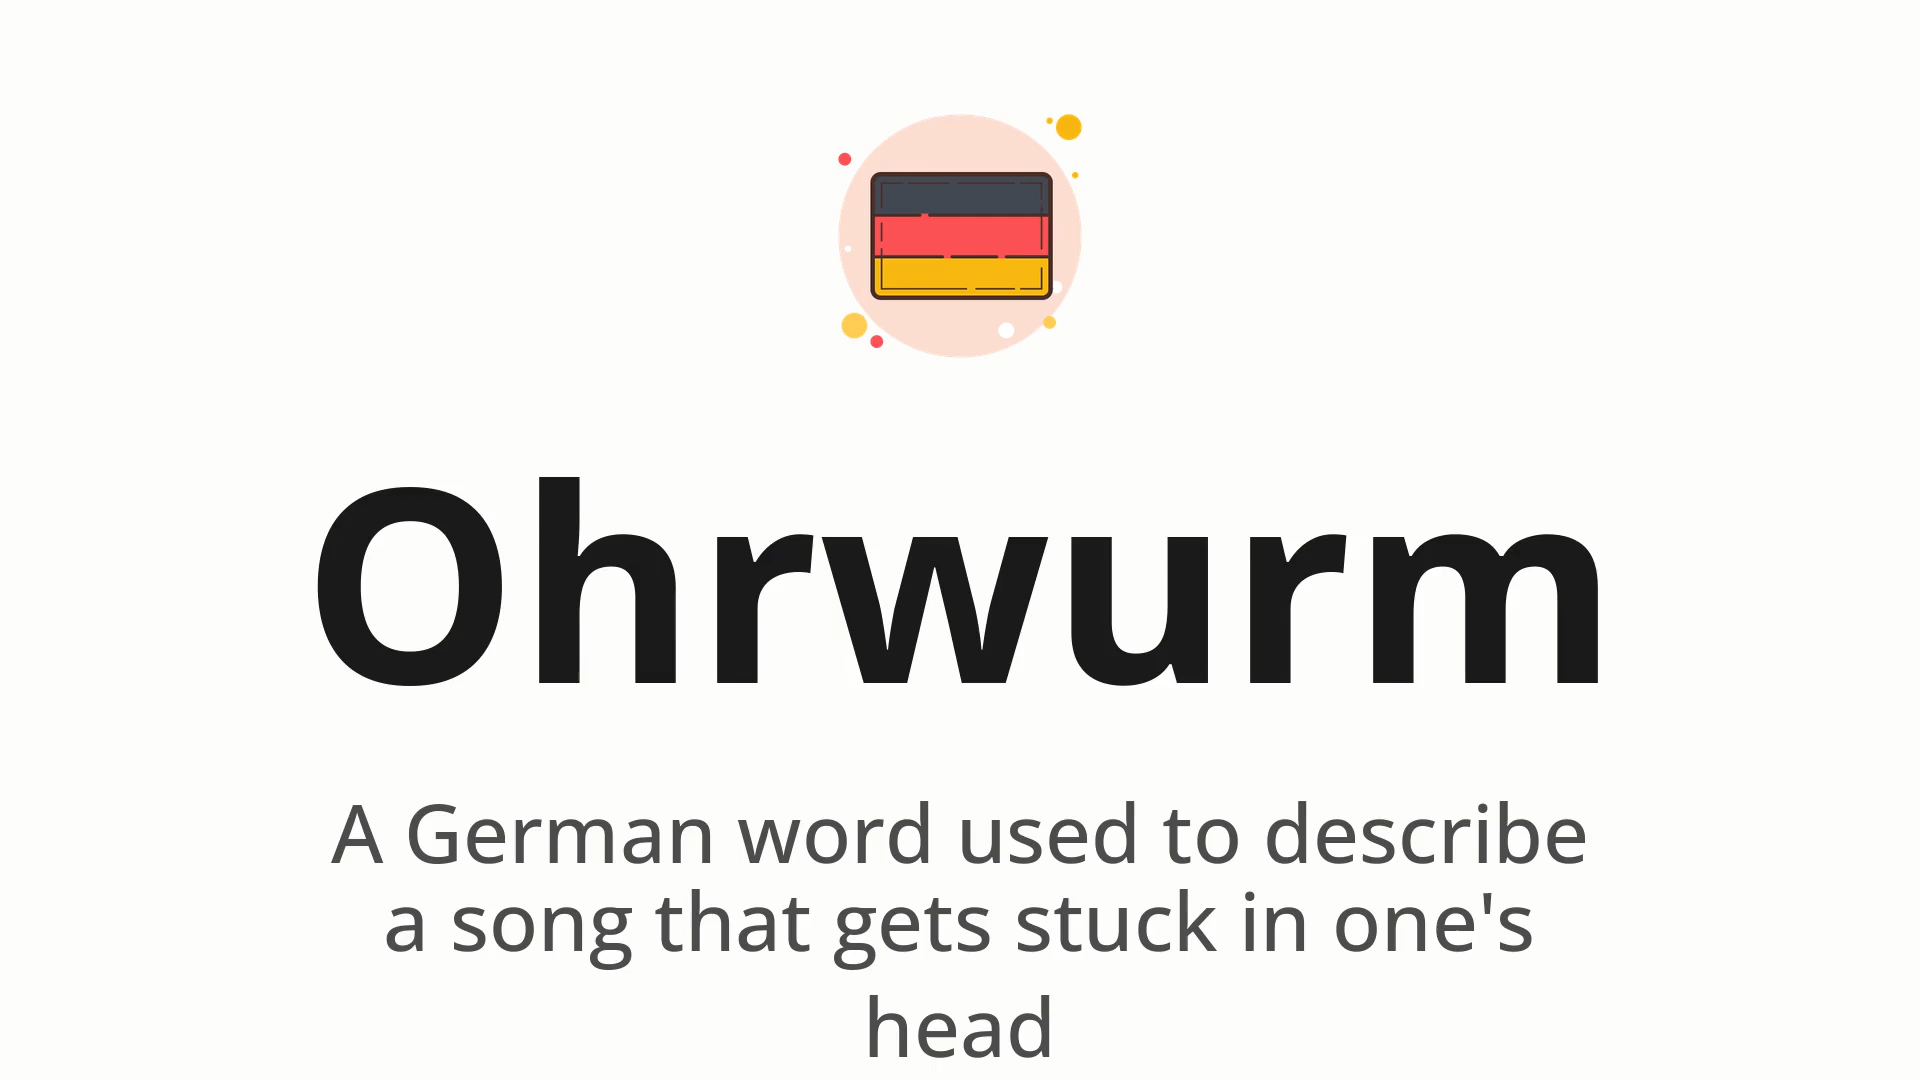 Ohrwurm
A German word used to describe
a song that gets stuck in one's
head